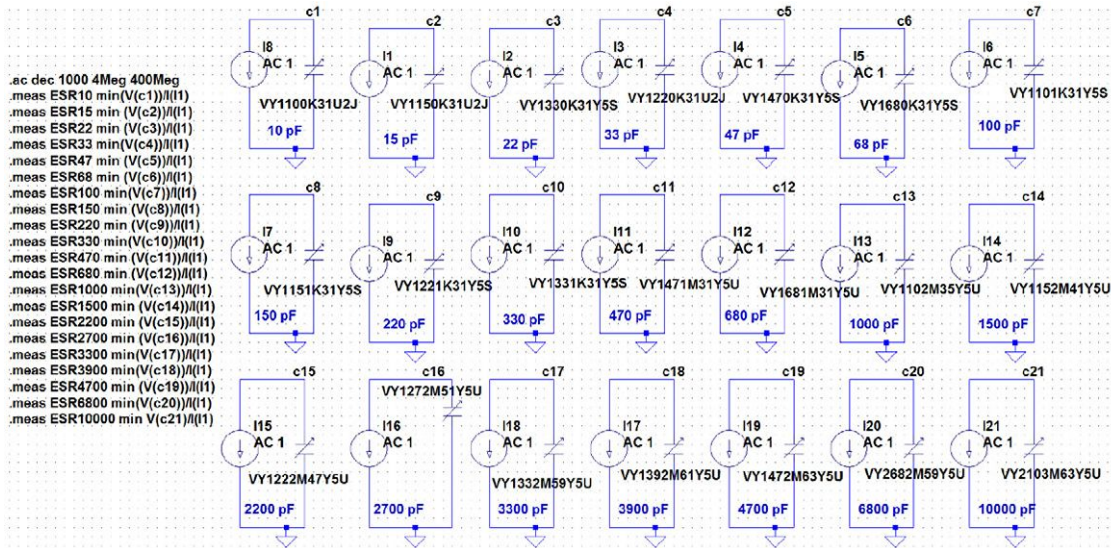 c1
c2
c3
c4
c5
c6
c7
I8
AC 1
VY1100K31U2J
10 pF
I1
AC 1
VY1150K31U2J
15 pF
I2
AC 1
VY1330K31Y5S
22 pF
I3
AC 1
VY1220K31U2J
33 pF
I4
AC 1
VY1470K31Y5S
47 pF
I5
AC 1
VY1680K31Y5S
68 pF
I6
AC 1
VY1101K31Y5S
100 pF
.ac dec 1000 4Meg 400Meg
.meas ESR10 min(V(c1))/I(I1)
.meas ESR15 min (V(c2))/I(I1)
.meas ESR22 min (V(c3))/I(I1)
.meas ESR33 min(V(c4))/I(I1)
.meas ESR47 min (V(c5))/I(I1)
.meas ESR68 min (V(c6))/I(I1)
.meas ESR100 min(V(c7))/I(I1)
.meas ESR150 min (V(c8))/I(I1)
.meas ESR220 min (V(c9))/I(I1)
.meas ESR330 min(V(c10))/I(I1)
.meas ESR470 min (V(c11))/I(I1)
.meas ESR680 min (V(c12))/I(I1)
.meas ESR1000 min(V(c13))/I(I1)
.meas ESR1500 min (V(c14))/I(I1)
.meas ESR2200 min (V(c15))/I(I1)
.meas ESR2700 min (V(c16))/I(I1)
.meas ESR3300 min (V(c17))/I(I1)
.meas ESR3900 min (V(c18))/I(I1)
.meas ESR4700 min (V(c19))/I(I1)
.meas ESR6800 min(V(c20))/I(I1)
.meas ESR10000 min V(c21)/I(I1)
c8
c9
c10
c11
c12
c13
c14
I7
AC 1
VY1151K31Y5S
150 pF
I9
AC 1
VY1221K31Y5S
220 pF
I10
AC 1
VY1331K31Y5S
330 pF
I11
AC 1
VY1471M31Y5U
470 pF
I12
AC 1
VY1681M31Y5U
680 pF
I13
AC 1
VY1102M35Y5U
1000 pF
I14
AC 1
VY1152M41Y5U
1500 pF
c15
c16
c17
c18
c19
c20
c21
I15
AC 1
VY1222M47Y5U
2200 pF
VY1272M51Y5U
I16
AC 1
2700 pF
I18
AC 1
VY1332M59Y5U
3300 pF
I17
AC 1
VY1392M61Y5U
3900 pF
I19
AC 1
VY1472M63Y5U
4700 pF
I20
AC 1
VY2682M59Y5U
6800 pF
I21
AC 1
VY2103M63Y5U
10000 pF